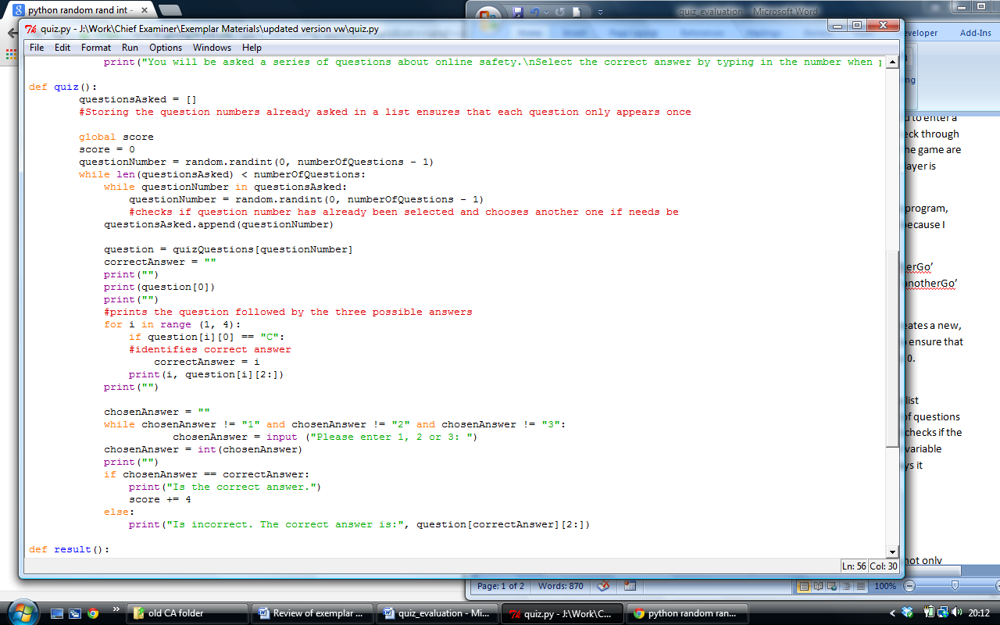 python random rand int -
quiz_evaluation - Microsoft Word
quiz.py - J:\Work\Chief Examiner\Exemplar Materials\updated version vw\quiz.py
File Edit Format Run Options Windows Help
eveloper Add-Ins
print("You will be asked a series of questions about online safety.\nSelect the correct answer by typing in the number when
def quiz():
questionsAsked = []
#Storing the question numbers already asked in a list ensures that each question only appears once
global score
score = 0
questionNumber = random.randint(0, numberOfQuestions - 1)
while len(questionsAsked) < numberOfQuestions:
while questionNumber in questionsAsked:
questionNumber = random.randint(0, numberOfQuestions - 1)
#checks if question number has already been selected and chooses another one if needs be
questionsAsked.append(questionNumber)
question = quizQuestions[questionNumber]
correctAnswer = ""
print("")
print(question[0])
print("")
#prints the question followed by the three possible answers
for i in range (1, 4):
if question[i][0] == "C":
#identifies correct answer
correctAnswer = i
print(i, question[i][2:])
print("")
chosenAnswer = ""
while chosenAnswer != "1" and chosenAnswer != "2" and chosenAnswer != "3":
chosenAnswer = input ("Please enter 1, 2 or 3: ")
chosenAnswer = int(chosenAnswer)
print("")
if chosenAnswer == correctAnswer:
print("Is the correct answer.")
score += 4
else:
print("Is incorrect. The correct answer is:", question[correctAnswer][2:])
def result():
Ln: 56 Col: 30
ng
d to enter a
eck through
he game are
layer is
program,
ecause I
erGo’
anotherGo’
eates a new,
o ensure that
0.
list
of questions
checks if the
variable
ys it
not only
Page: 1 of 2 Words: 870 100%
old CA folder
Review of exemplar ...
quiz_evaluation - Mi...
quiz.py - J:\Work\C...
python random ran...
20:12